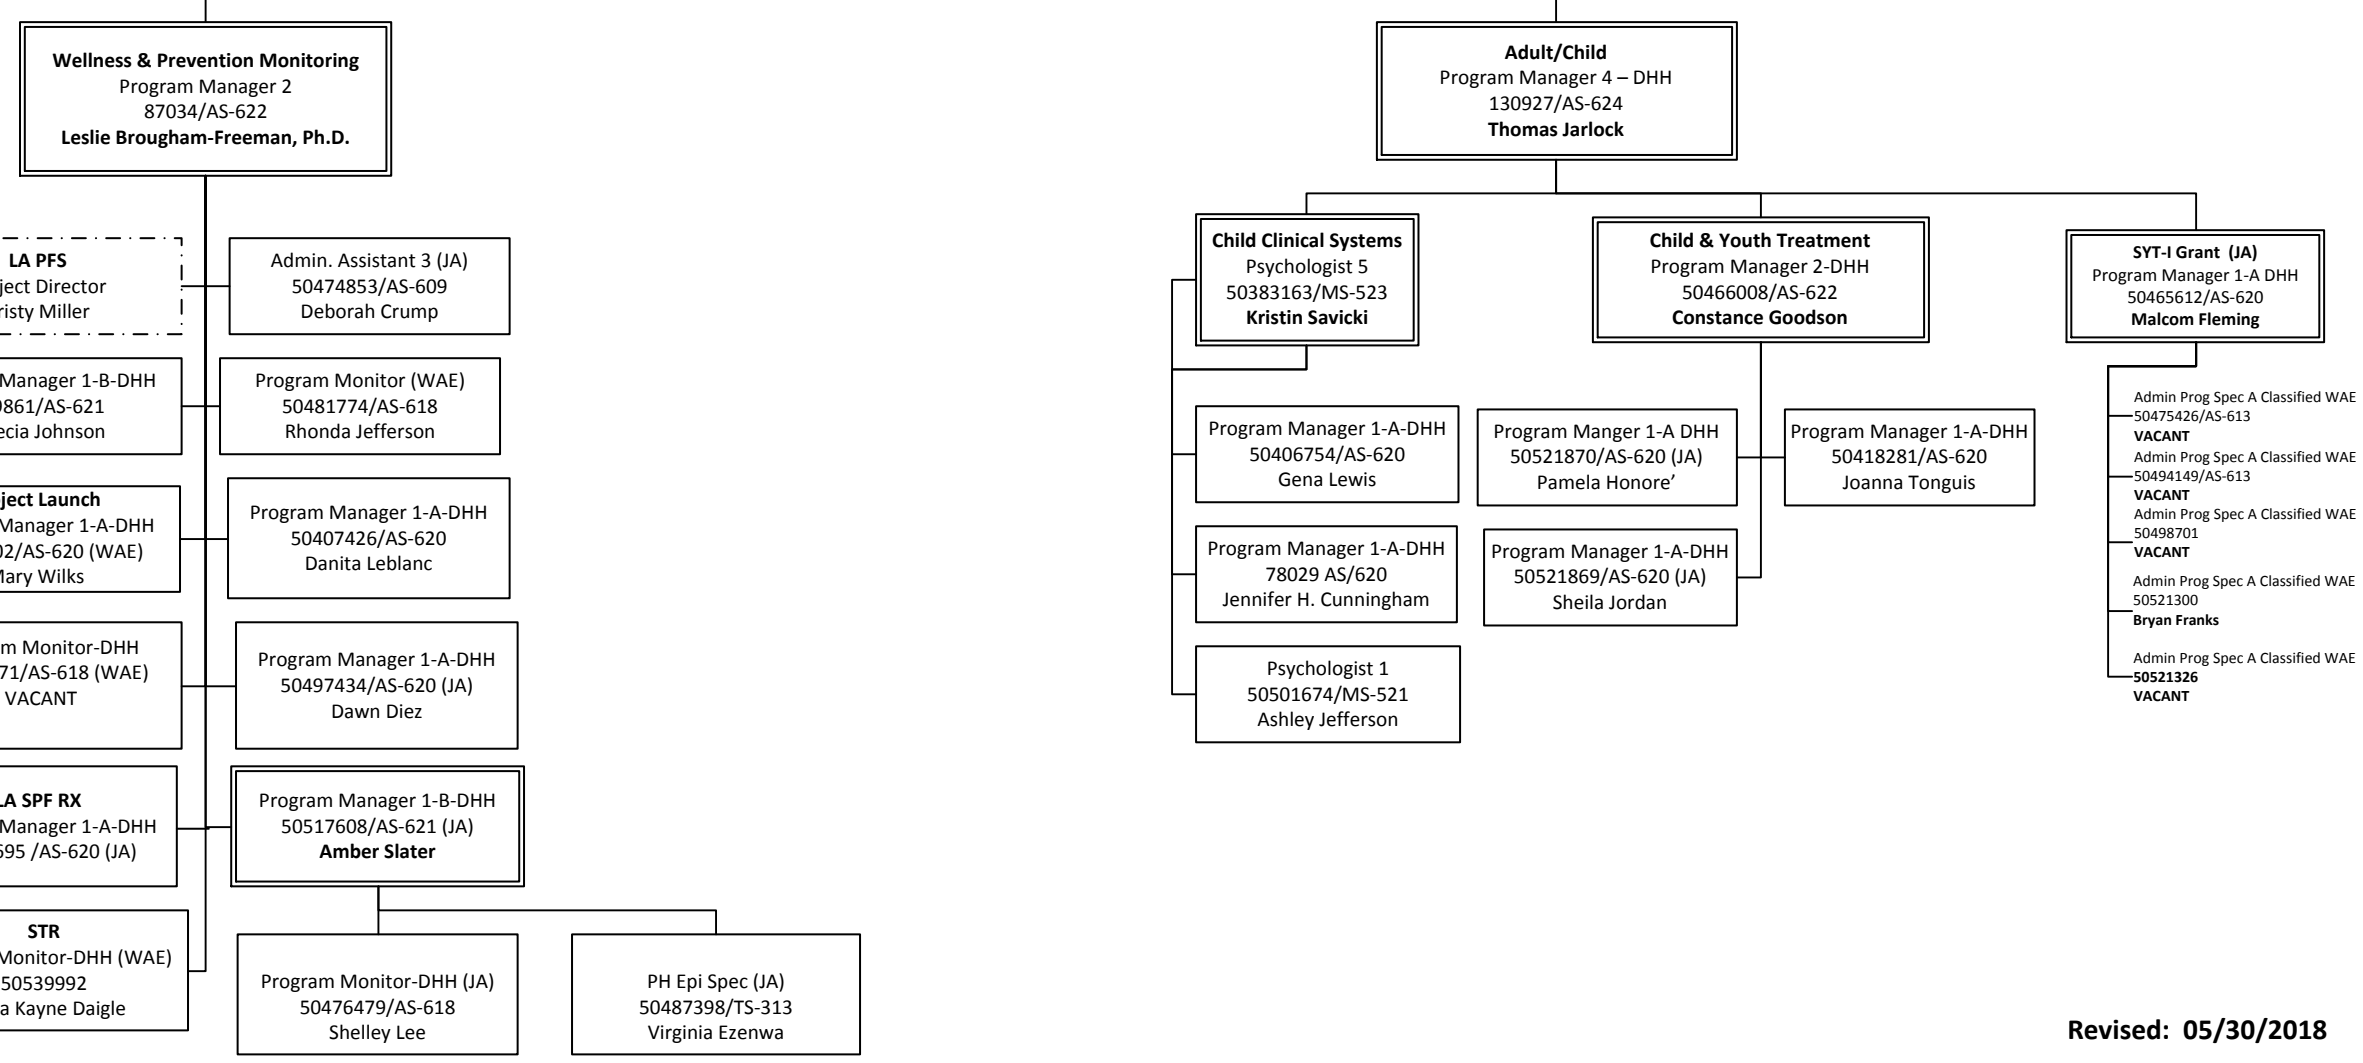 Wellness & Prevention Monitoring
Program Manager 2
87034/AS-622
Leslie Brougham-Freeman, Ph.D.
LA PFS
Director
Miller
Admin. Assistant 3 (JA)
50474853/AS-609
Deborah Crump
Manager 1-B-DHH
861/AS-621
Johnson
Program Monitor (WAE)
50481774/AS-618
Rhonda Jefferson
Launch
Manager 1-A-DHH
02/AS-620 (WAE)
Mary Wilks
Program Manager 1-A-DHH
50407426/AS-620
Danita Leblanc
Monitor-DHH
71/AS-618 (WAE)
VACANT
Program Manager 1-A-DHH
50497434/AS-620 (JA)
Dawn Diez
LA SPF RX
Manager 1-A-DHH
695 /AS-620 (JA)
Program Manager 1-B-DHH
50517608/AS-621 (JA)
Amber Slater
STR
Monitor-DHH (WAE)
50539992
Kayne Daigle
Program Monitor-DHH (JA)
50476479/AS-618
Shelley Lee
PH Epi Spec (JA)
50487398/TS-313
Virginia Ezenwa
Adult/Child
Program Manager 4 – DHH
130927/AS-624
Thomas Jarlock
Child Clinical Systems
Psychologist 5
50383163/MS-523
Kristin Savicki
Program Manager 1-A-DHH
50406754/AS-620
Gena Lewis
Program Manager 1-A-DHH
78029 AS/620
Jennifer H. Cunningham
Psychologist 1
50501674/MS-521
Ashley Jefferson
Child & Youth Treatment
Program Manager 2-DHH
50466008/AS-622
Constance Goodson
Program Manger 1-A DHH
50521870/AS-620 (JA)
Pamela Honore’
Program Manager 1-A-DHH
50418281/AS-620
Joanna Tonguis
Program Manager 1-A-DHH
50521869/AS-620 (JA)
Sheila Jordan
SYT-I Grant (JA)
Program Manager 1-A DHH
50465612/AS-620
Malcom Fleming
Admin Prog Spec A Classified WAE
50475426/AS-613
VACANT
Admin Prog Spec A Classified WAE
50494149/AS-613
VACANT
Admin Prog Spec A Classified WAE
50498701
VACANT
Admin Prog Spec A Classified WAE
50521300
Bryan Franks
Admin Prog Spec A Classified WAE
50521326
VACANT
Revised: 05/30/2018